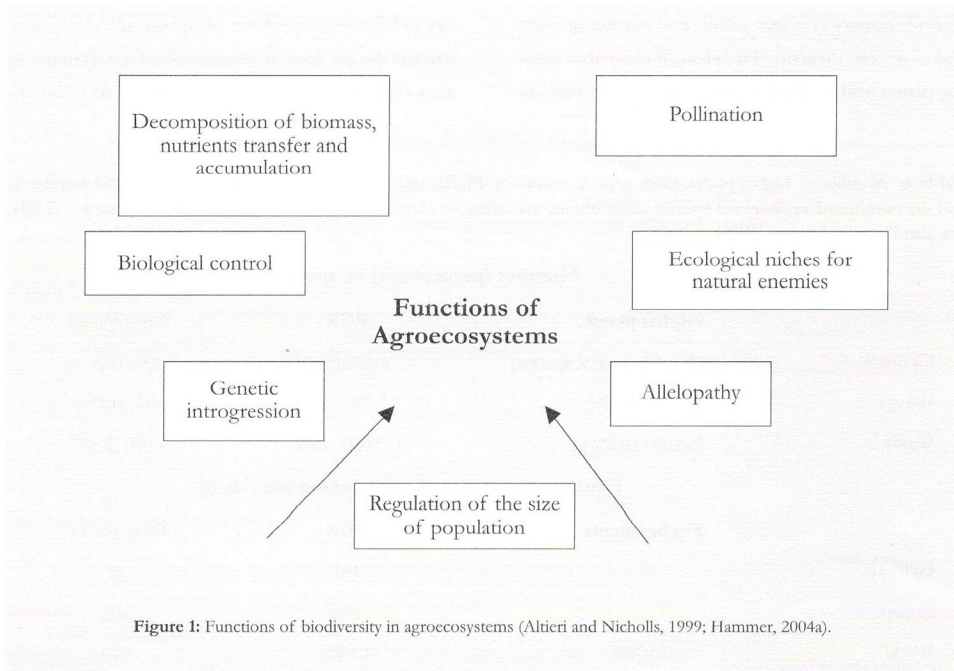 Decomposition of biomass,
nutrients transfer and
accumulation
Pollination
Biological control
Ecological niches for
natural enemies
Functions of
Agroecosystems
Genetic
introgression
Allelopathy
Regulation of the size
of population
Figure 1: Functions of biodiversity in agroecosystems (Altieri and Nicholls, 1999; Hammer, 2004a).